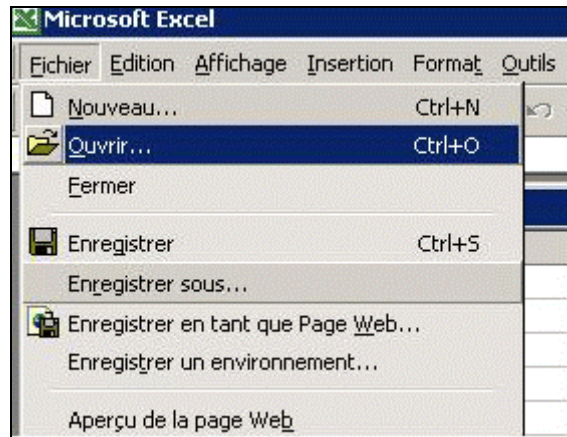 Microsoft Excel
Fichier Edition Affichage Insertion Format Outils
Nouveau... Ctrl+N
Ouvrir... Ctrl+O
Fermer
Enregistrer Ctrl+S
Enregistrer sous...
Enregistrer en tant que Page Web...
Enregistrer un environnement...
Aperçu de la page Web